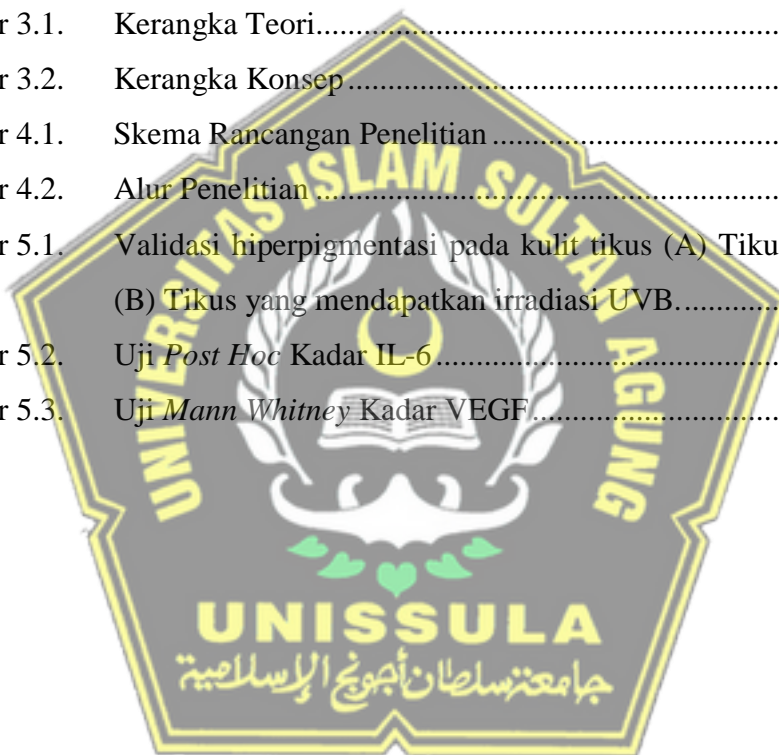 r 3.1. Kerangka Teori................................................
r 3.2. Kerangka Konsep................................................
r 4.1. Skema Rancangan Penelitian................................................
r 4.2. Alur Penelitian................................................
r 5.1. Validasi hiperpigmentasi pada kulit tikus (A) Tiku
(B) Tikus yang mendapatkan irradiasi UVB................................................
r 5.2. Uji Post Hoc Kadar IL-6................................................
r 5.3. Uji Mann Whitney Kadar VEGF................................................
UNIVERSITAS ISLAM SULTAN AGUNG
UNISSULA
جامعتنسلطان أجونج الإسلامية